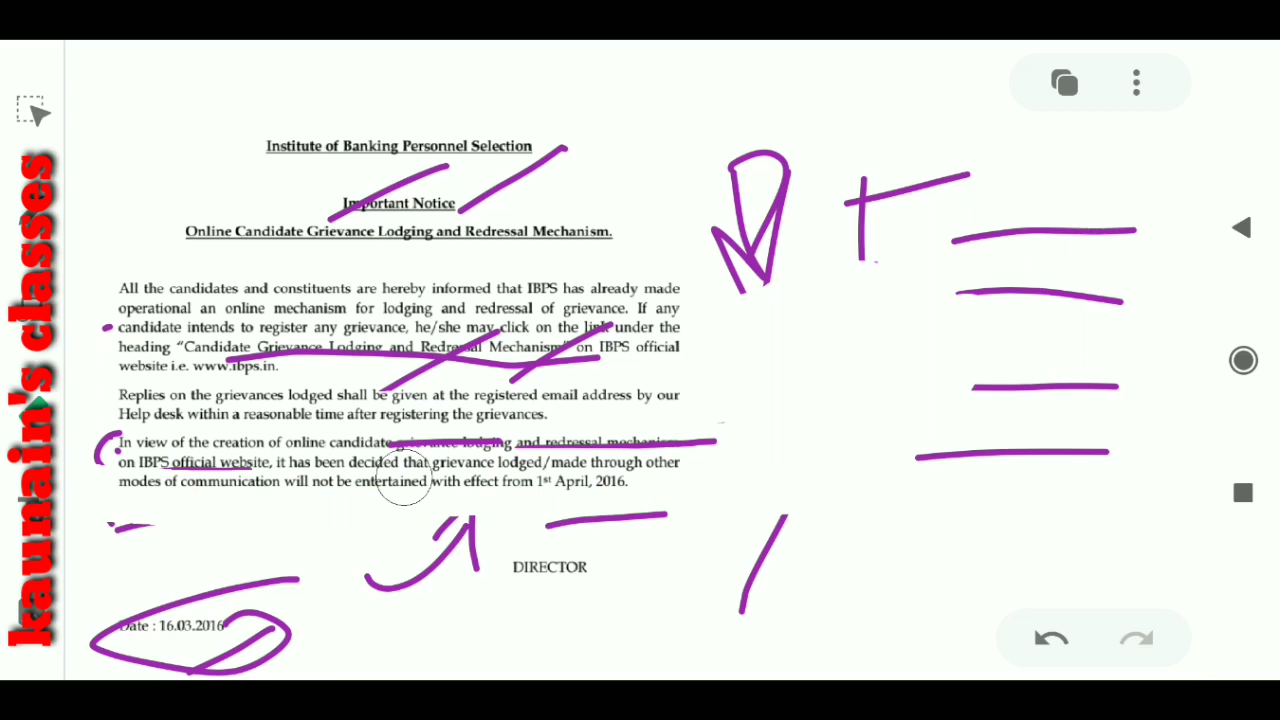 kaunain's classes
Institute of Banking Personnel Selection
Important Notice
Online Candidate Grievance Lodging and Redressal Mechanism.
All the candidates and constituents are hereby informed that IBPS has already made
operational an online mechanism for lodging and redressal of grievance. If any
candidate intends to register any grievance, he/she may click on the link under the
heading "Candidate Grievance Lodging and Redressal Mechanism" on IBPS official
website i.e. www.ibps.in.
Replies on the grievances lodged shall be given at the registered email address by our
Help desk within a reasonable time after registering the grievances.
In view of the creation of online candidate grievance lodging and redressal mechanism
on IBPS official website, it has been decided that grievance lodged/made through other
modes of communication will not be entertained with effect from 1st April, 2016.
DIRECTOR
Date : 16.03.2016